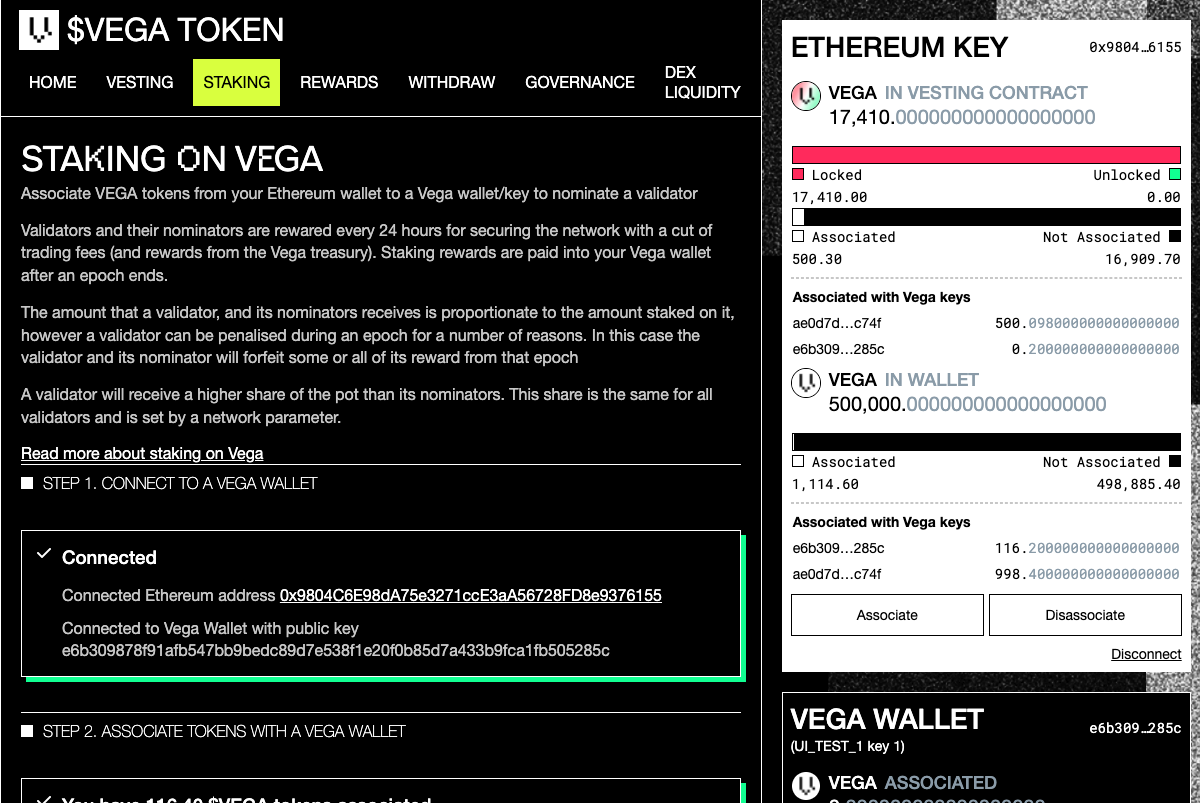 $VEGA TOKEN
HOME VESTING STAKING REWARDS WITHDRAW GOVERNANCE DEX LIQUIDITY
STAKING ON VEGA
Associate VEGA tokens from your Ethereum wallet to a Vega wallet/key to nominate a validator
Validators and their nominators are rewared every 24 hours for securing the network with a cut of
trading fees (and rewards from the Vega treasury). Staking rewards are paid into your Vega wallet
after an epoch ends.
The amount that a validator, and its nominators receives is proportionate to the amount staked on it,
however a validator can be penalised during an epoch for a number of reasons. In this case the
validator and its nominator will forfeit some or all of its reward from that epoch
A validator will receive a higher share of the pot than its nominators. This share is the same for all
validators and is set by a network parameter.
Read more about staking on Vega
STEP 1. CONNECT TO A VEGA WALLET
Connected
Connected Ethereum address 0x9804C6E98dA75e3271ccE3aA56728FD8e9376155
Connected to Vega Wallet with public key
e6b309878f91afb547bb9bedc89d7e538f1e20f0b85d7a433b9fca1fb505285c
STEP 2. ASSOCIATE TOKENS WITH A VEGA WALLET
You have 116.40 $VEGA tokens associated
ETHEREUM KEY 0x9804…6155
VEGA IN VESTING CONTRACT
17,410.000000000000000000
Locked Unlocked
17,410.00 0.00
Associated Not Associated
500.30 16,909.70
Associated with Vega keys
ae0d7d…c74f 500.098000000000000000
e6b309…285c 0.200000000000000000
VEGA IN WALLET
500,000.000000000000000000
Associated Not Associated
1,114.60 498,885.40
Associated with Vega keys
e6b309…285c 116.200000000000000000
ae0d7d…c74f 998.400000000000000000
Associate Disassociate
Disconnect
VEGA WALLET e6b309…285c
(UI_TEST_1 key 1)
VEGA ASSOCIATED